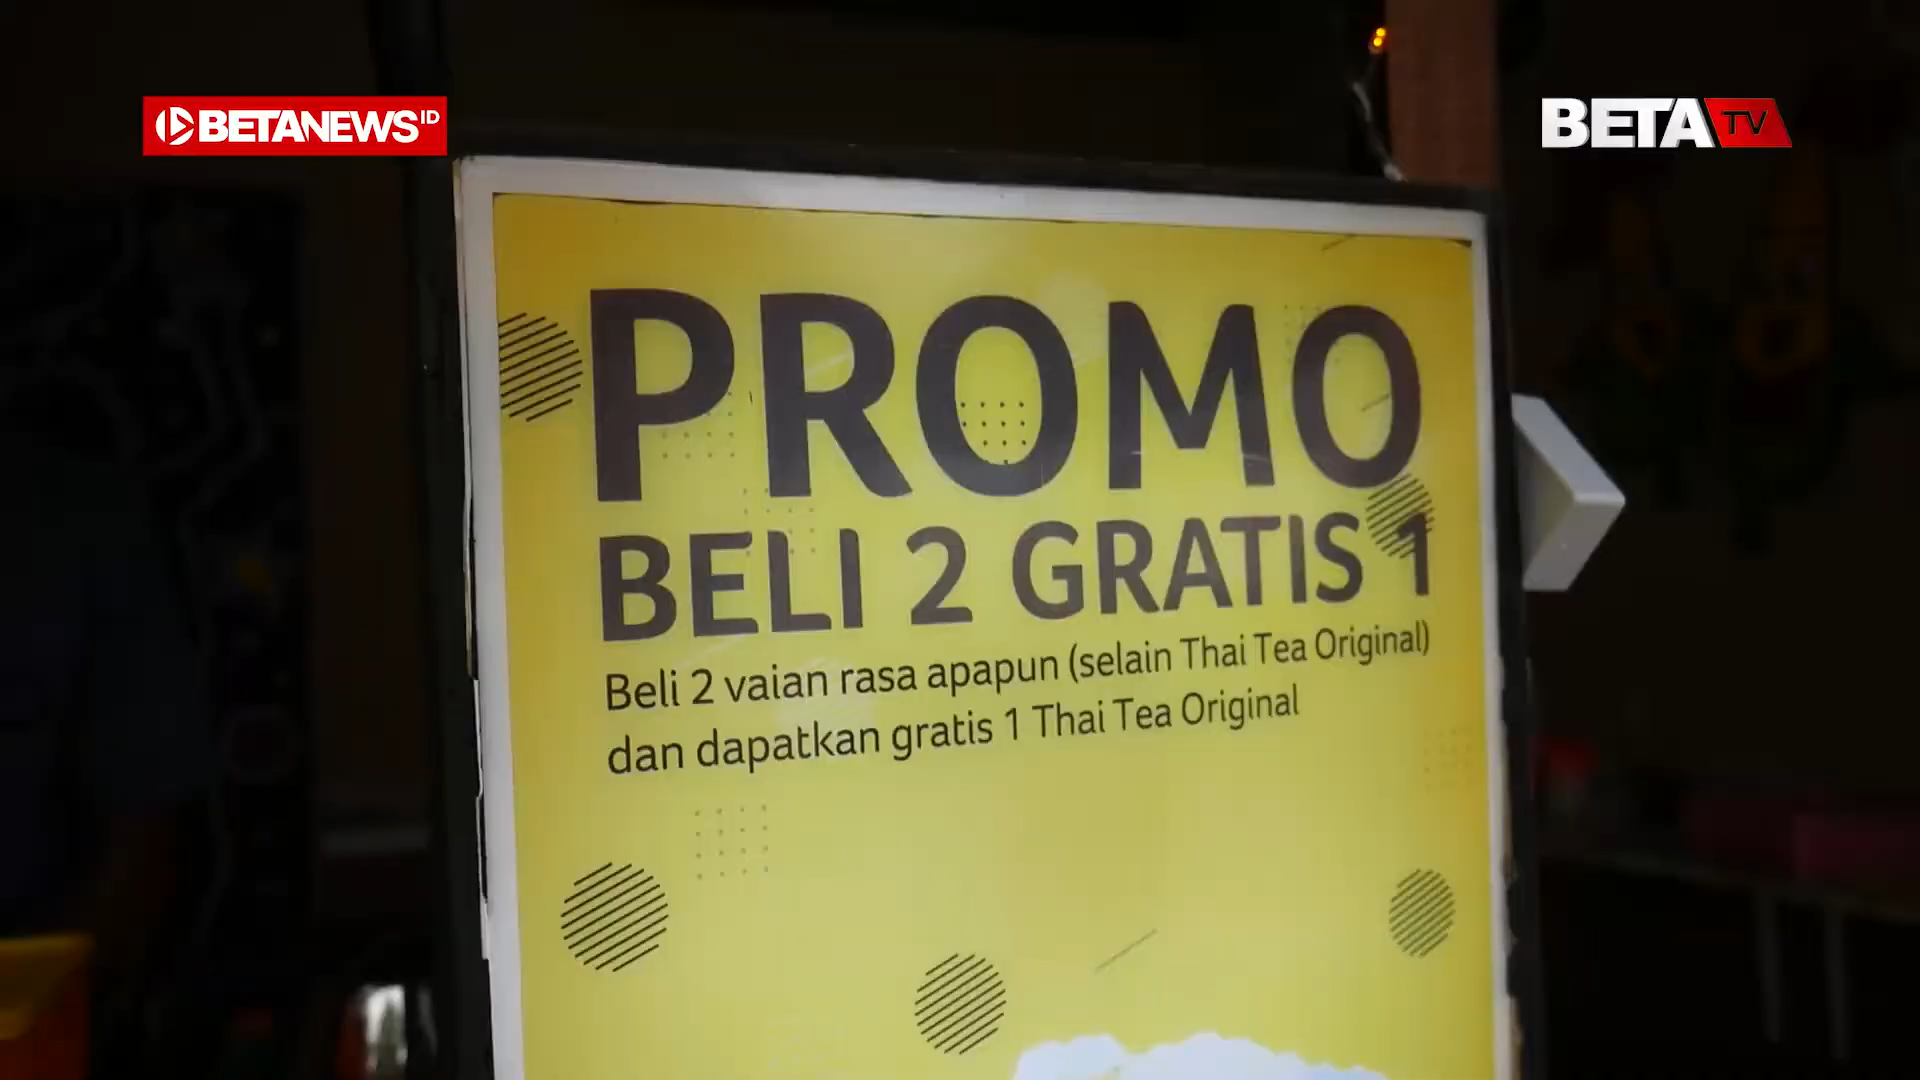 BETANEWS ID
BETA TV
PROMO
BELI 2 GRATIS 1
Beli 2 vaian rasa apapun (selain Thai Tea Original)
dan dapatkan gratis 1 Thai Tea Original